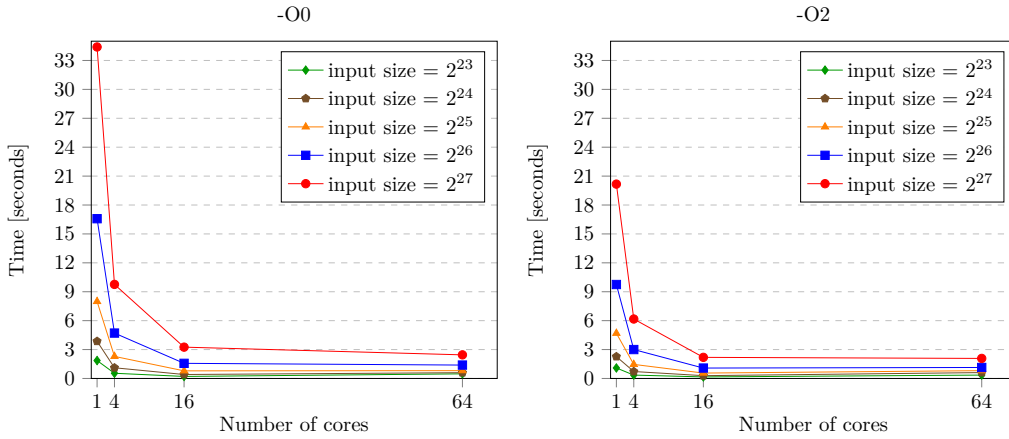 -O0
Time [seconds]
33
30
27
24
21
18
15
12
9
6
3
0
input size = 2^23
input size = 2^24
input size = 2^25
input size = 2^26
input size = 2^27
1 4 16 64
Number of cores
-O2
Time [seconds]
33
30
27
24
21
18
15
12
9
6
3
0
input size = 2^23
input size = 2^24
input size = 2^25
input size = 2^26
input size = 2^27
1 4 16 64
Number of cores